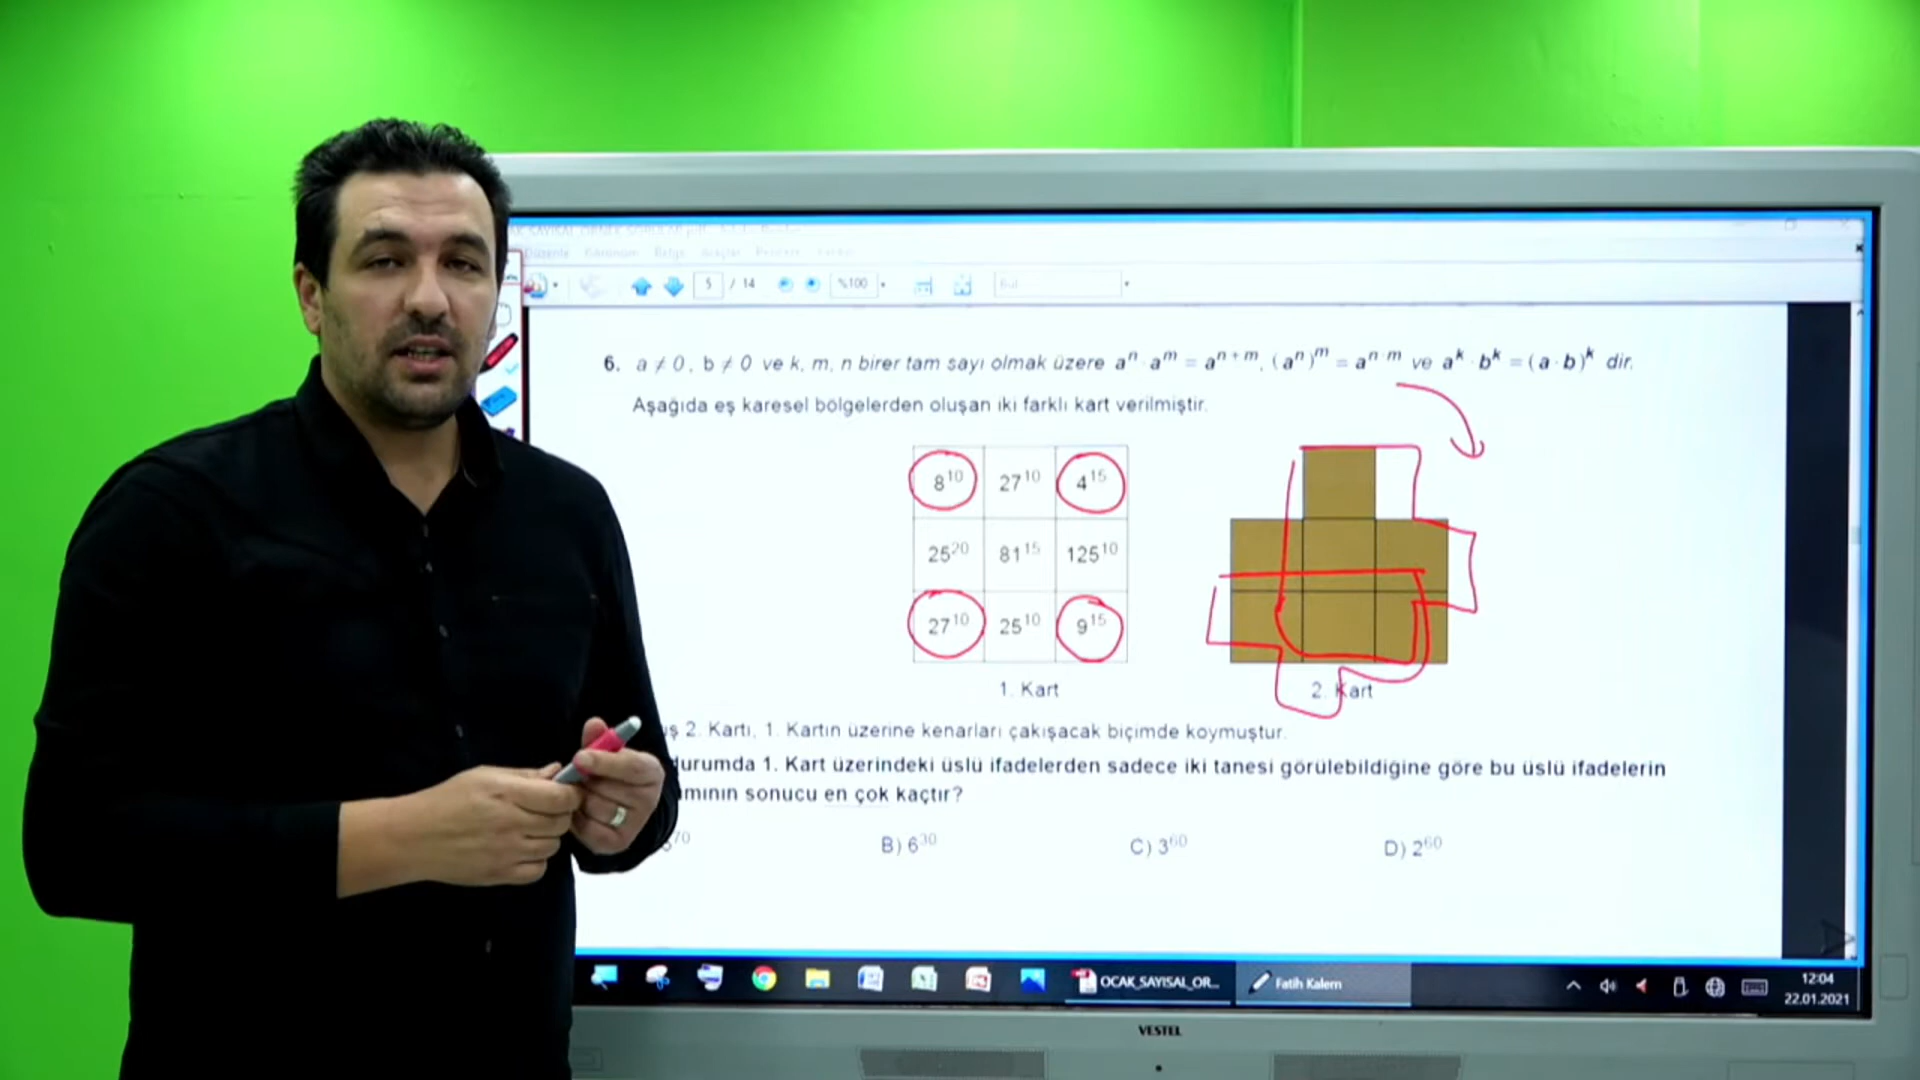 5 / 14 %100 Bul
6. a ≠ 0, b ≠ 0 ve k, m, n birer tam sayı olmak üzere aⁿ · aᵐ = aⁿ⁺ᵐ, (aⁿ)ᵐ = aⁿ·ᵐ ve aᵏ · bᵏ = (a · b)ᵏ dir.
Aşağıda eş karesel bölgelerden oluşan iki farklı kart verilmiştir.
8¹⁰ 27¹⁰ 4¹⁵
25²⁰ 81¹⁵ 125¹⁰
27¹⁰ 25¹⁰ 9¹⁵
1. Kart 2. Kart
2. Kartı, 1. Kartın üzerine kenarları çakışacak biçimde koymuştur.
durumda 1. Kart üzerindeki üslü ifadelerden sadece iki tanesi görülebildiğine göre bu üslü ifadelerin
sonucu en çok kaçtır?
B) 6³⁰ C) 3⁶⁰ D) 2⁶⁰
OCAK_SAYISAL_OR... Fatih Kalem 12:04
22.01.2021
VESTEL